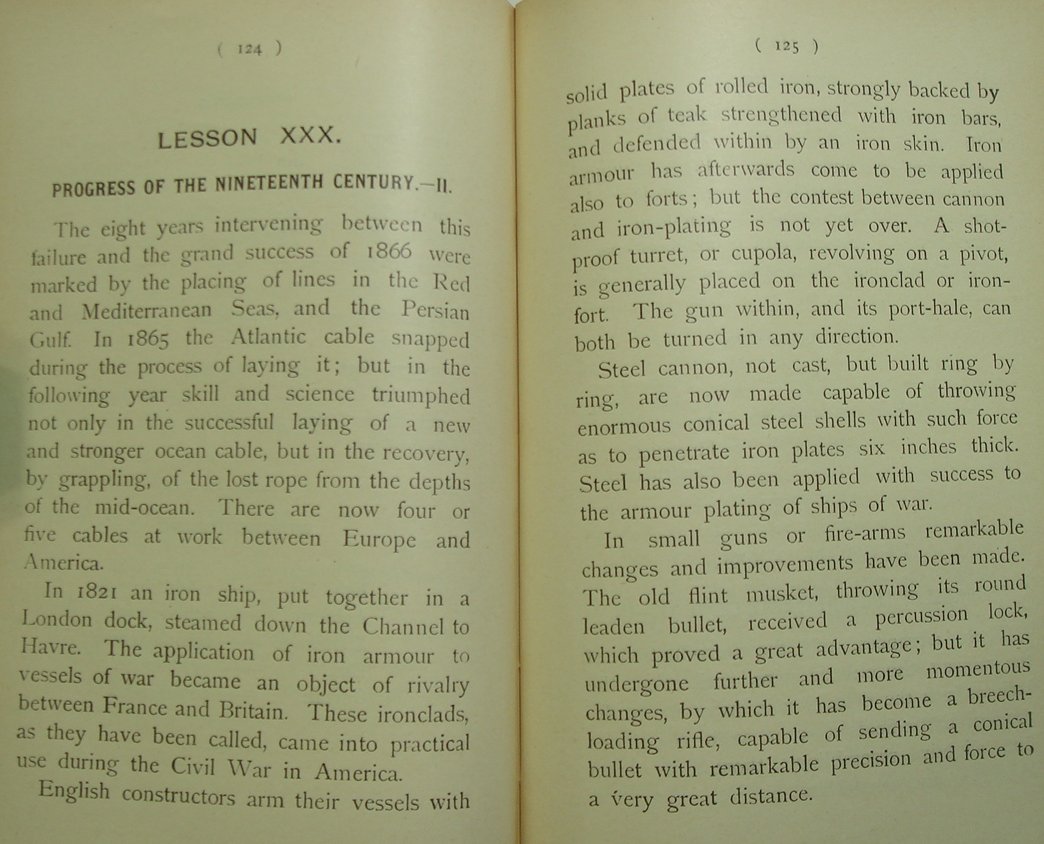 ( 124 )
LESSON XXX.
PROGRESS OF THE NINETEENTH CENTURY.—II.
The eight years intervening between this
failure and the grand success of 1866 were
marked by the placing of lines in the Red
and Mediterranean Seas, and the Persian
Gulf. In 1865 the Atlantic cable snapped
during the process of laying it; but in the
following year skill and science triumphed
not only in the successful laying of a new
and stronger ocean cable, but in the recovery,
by grappling, of the lost rope from the depths
of the mid-ocean. There are now four or
five cables at work between Europe and
America.
In 1821 an iron ship, put together in a
London dock, steamed down the Channel to
Havre. The application of iron armour to
vessels of war became an object of rivalry
between France and Britain. These ironclads,
as they have been called, came into practical
use during the Civil War in America.
English constructors arm their vessels with
( 125 )
solid plates of rolled iron, strongly backed by
planks of teak strengthened with iron bars,
and defended within by an iron skin. Iron
armour has afterwards come to be applied
also to forts; but the contest between cannon
and iron-plating is not yet over. A shot-
proof turret, or cupola, revolving on a pivot,
is generally placed on the ironclad or iron-
fort. The gun within, and its port-hale, can
both be turned in any direction.
Steel cannon, not cast, but built ring by
ring, are now made capable of throwing
enormous conical steel shells with such force
as to penetrate iron plates six inches thick.
Steel has also been applied with success to
the armour plating of ships of war.
In small guns or fire-arms remarkable
changes and improvements have been made.
The old flint musket, throwing its round
leaden bullet, received a percussion lock,
which proved a great advantage; but it has
undergone further and more momentous
changes, by which it has become a breech-
loading rifle, capable of sending a conical
bullet with remarkable precision and force to
a very great distance.